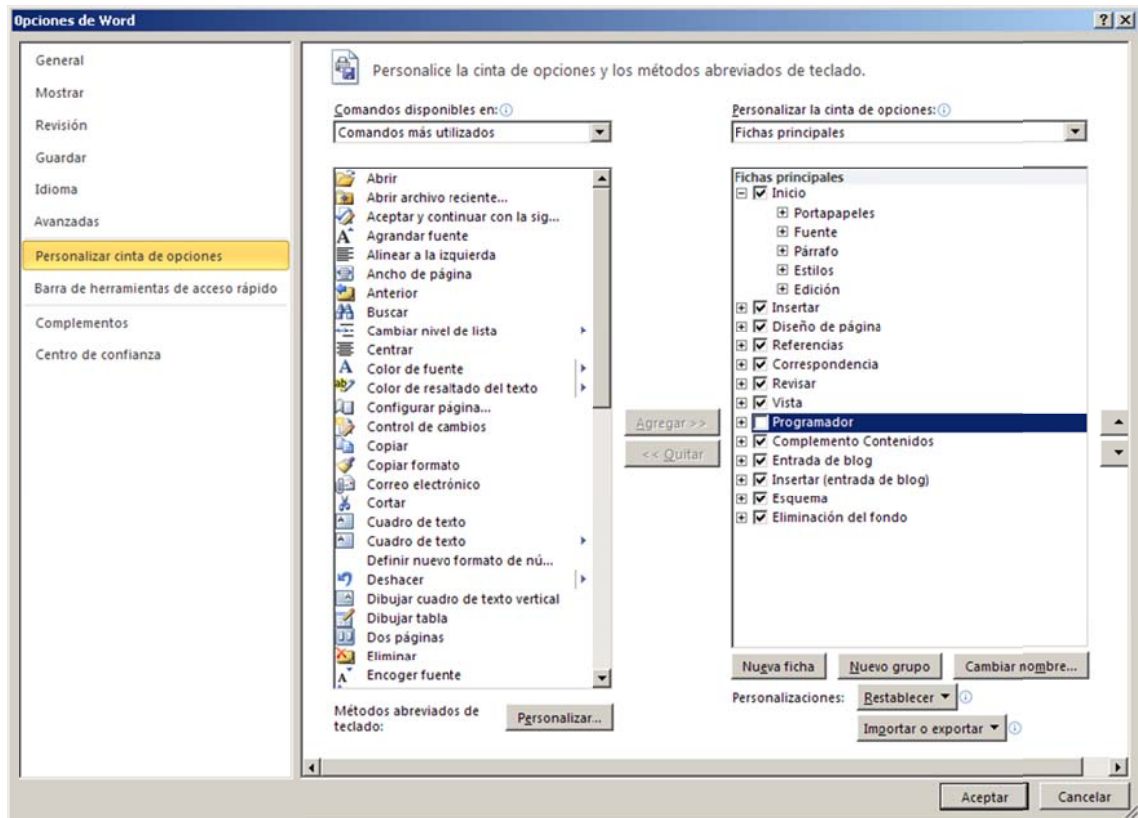 Opciones de Word
General
Mostrar
Revisión
Guardar
Idioma
Avanzadas
Personalizar cinta de opciones
Barra de herramientas de acceso rápido
Complementos
Centro de confianza
Personalice la cinta de opciones y los métodos abreviados de teclado.
Comandos disponibles en:
Comandos más utilizados
Abrir
Abrir archivo reciente...
Aceptar y continuar con la sig...
Agrandar fuente
Alinear a la izquierda
Ancho de página
Anterior
Buscar
Cambiar nivel de lista
Centrar
Color de fuente
Color de resaltado del texto
Configurar página...
Control de cambios
Copiar
Copiar formato
Correo electrónico
Cortar
Cuadro de texto
Cuadro de texto
Definir nuevo formato de nú...
Deshacer
Dibujar cuadro de texto vertical
Dibujar tabla
Dos páginas
Eliminar
Encoger fuente
Métodos abreviados de
teclado:
Personalizar...
Agregar >>
<< Quitar
Personalizar la cinta de opciones:
Fichas principales
Fichas principales
Inicio
Portapapeles
Fuente
Párrafo
Estilos
Edición
Insertar
Diseño de página
Referencias
Correspondencia
Revisar
Vista
Programador
Complemento Contenidos
Entrada de blog
Insertar (entrada de blog)
Esquema
Eliminación del fondo
Nueva ficha
Nuevo grupo
Cambiar nombre...
Personalizaciones:
Restablecer
Importar o exportar
Aceptar
Cancelar